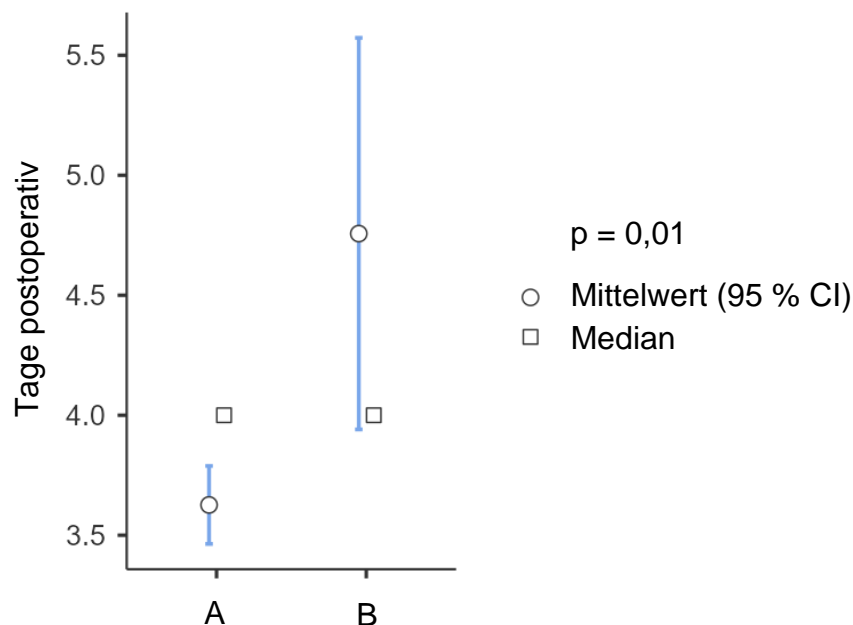 Tage postoperativ
5.5
5.0
4.5
4.0
3.5
A
B
p = 0,01
Mittelwert (95 % CI)
Median